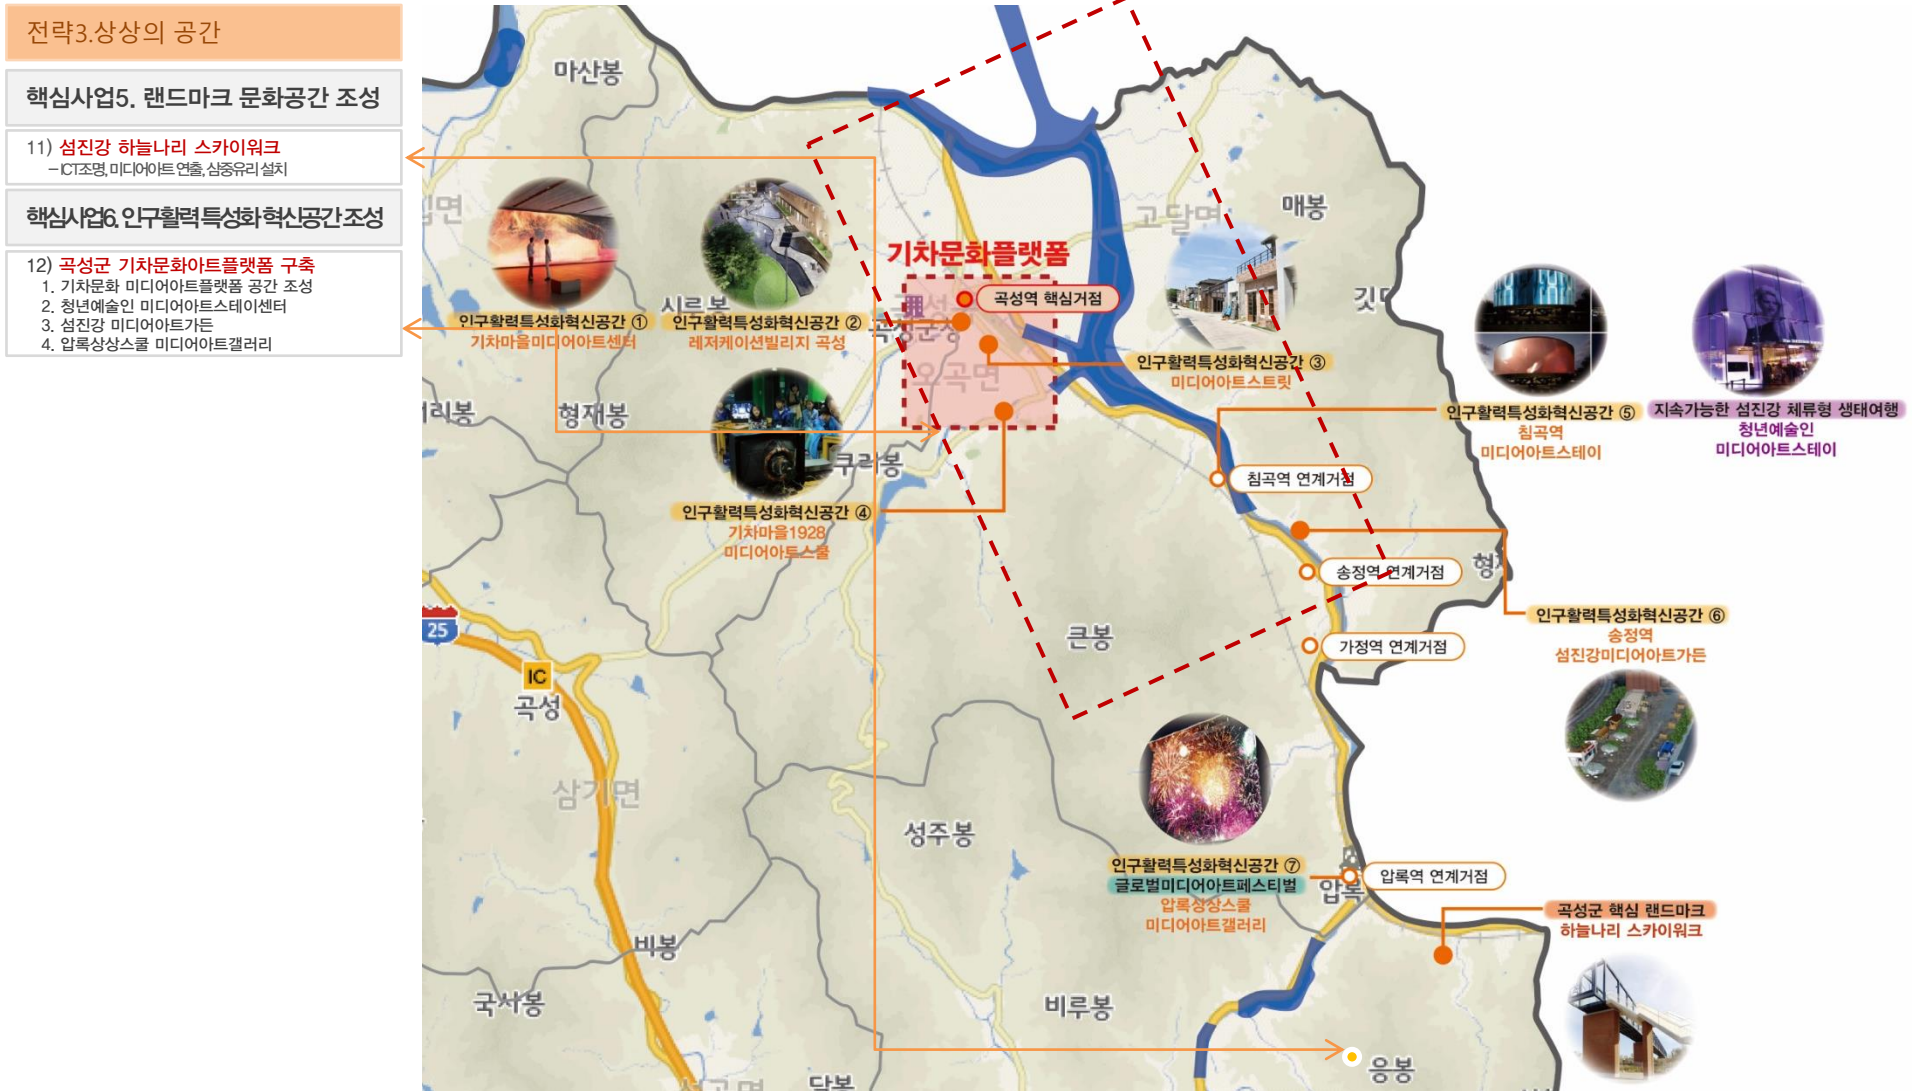 전략3.상상의 공간
핵심사업5. 랜드마크 문화공간 조성
11) 섬진강 하늘나리 스카이워크
– ICT조명, 미디어아트 연출, 삼중유리 설치
핵심사업6. 인구활력 특성화 혁신공간 조성
12) 곡성군 기차문화아트플랫폼 구축
1. 기차문화 미디어아트플랫폼 공간 조성
2. 청년예술인 미디어아트스테이센터
3. 섬진강 미디어아트가든
4. 압록상상스쿨 미디어아트갤러리
마산봉
고달면
매봉
기차문화플랫폼
곡성역 핵심거점
시루봉
인구활력특성화혁신공간 ①
기차마을미디어아트센터
인구활력특성화혁신공간 ②
레저케이션빌리지 곡성
오곡면
인구활력특성화혁신공간 ③
미디어아트스트릿
형재봉
쿠리봉
인구활력특성화혁신공간 ④
기차마을1928
미디어아트스쿨
인구활력특성화혁신공간 ⑤
침곡역
미디어아트스테이
지속가능한 섬진강 체류형 생태여행
청년예술인
미디어아트스테이
침곡역 연계거점
송정역 연계거점
가정역 연계거점
인구활력특성화혁신공간 ⑥
송정역
섬진강미디어아트가든
25
IC
곡성
큰봉
삼기면
성주봉
인구활력특성화혁신공간 ⑦
글로벌미디어아트페스티벌
압록상상스쿨
미디어아트갤러리
압록
압록역 연계거점
곡성군 핵심 랜드마크
하늘나리 스카이워크
비봉
국사봉
비루봉
응봉